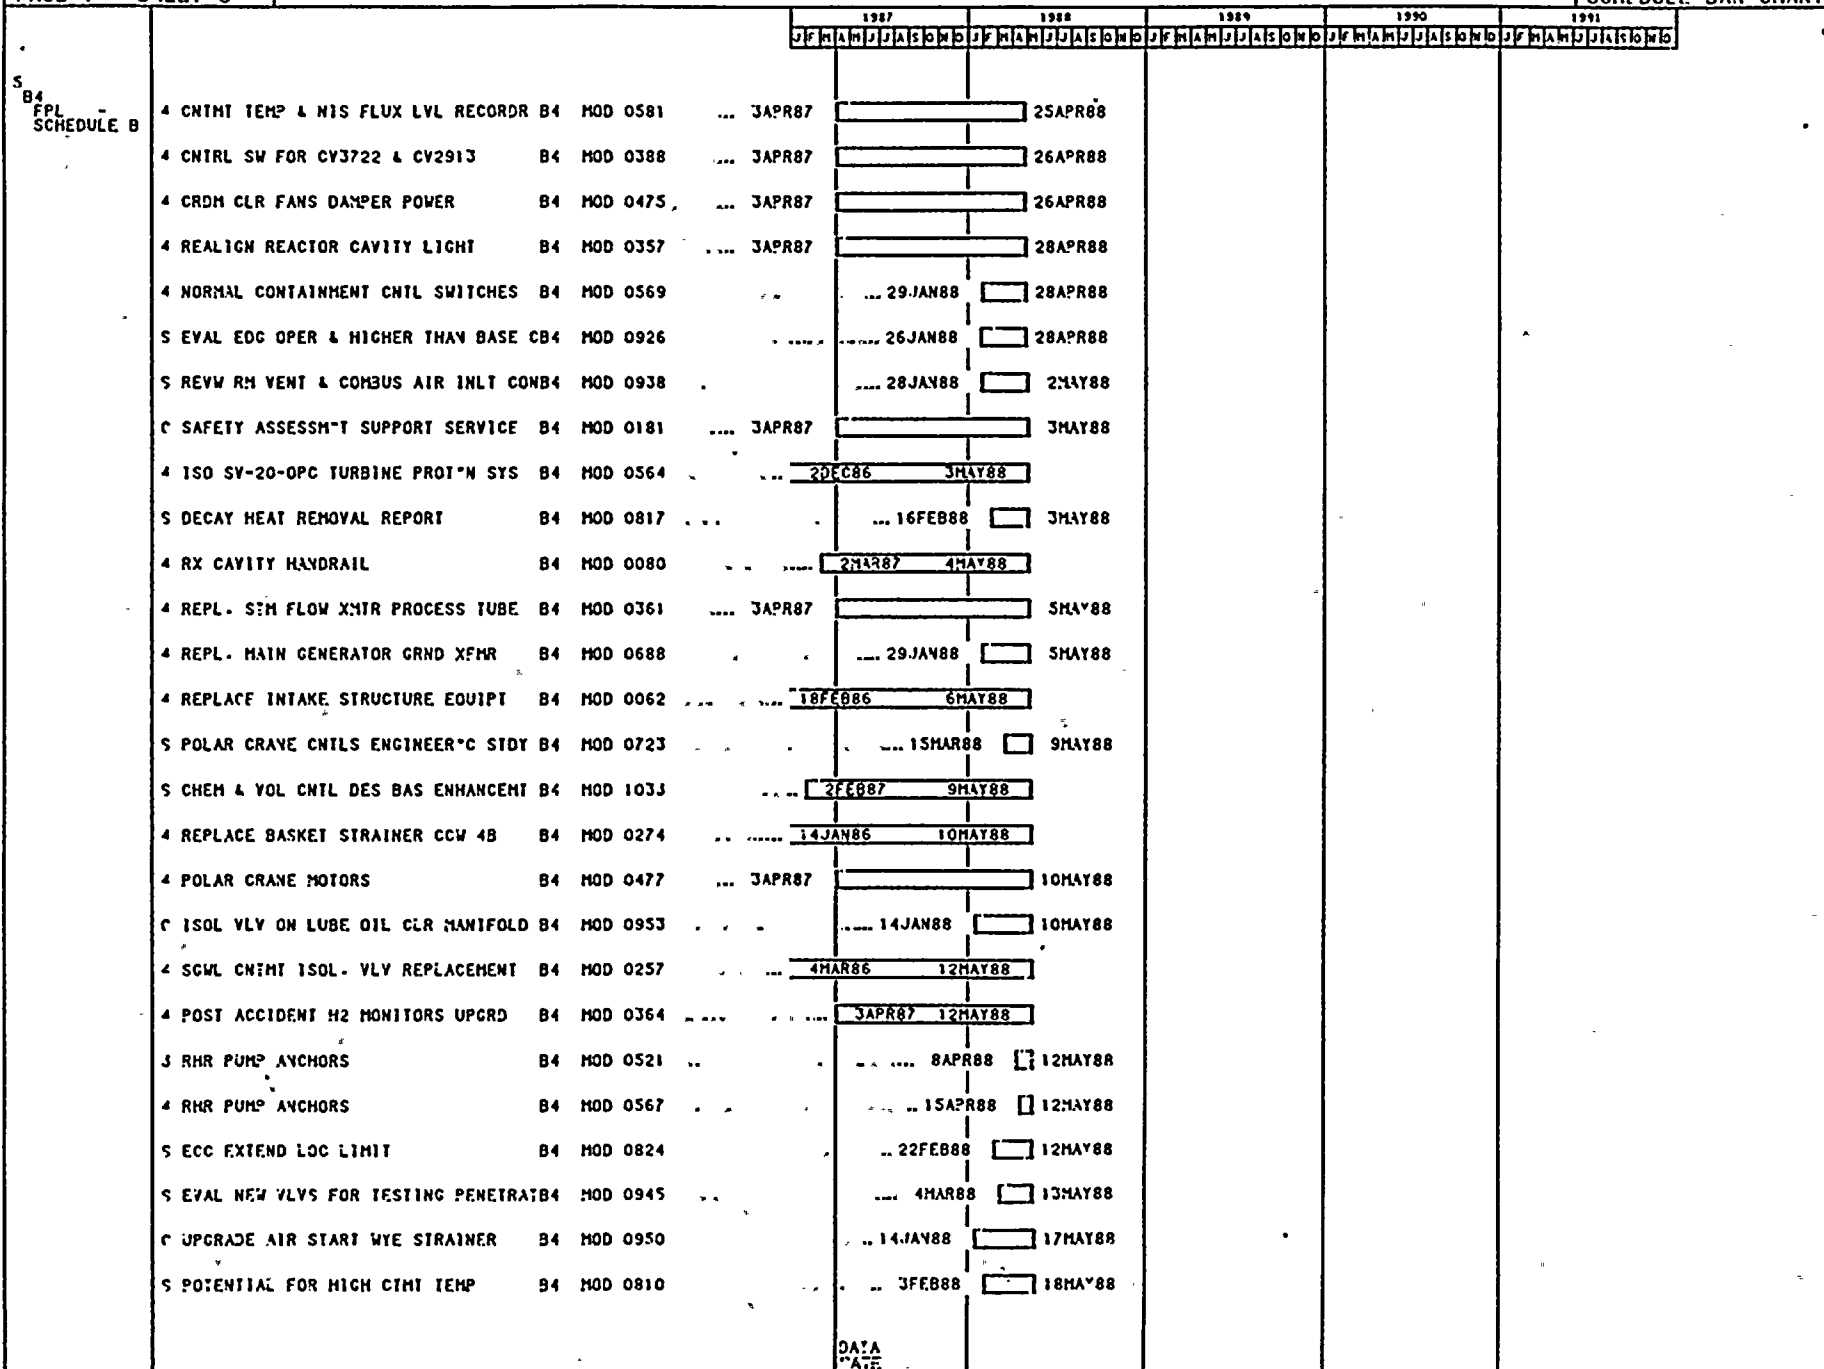 1987 1988 1989 1990 1991
J F M A M J J A S O N D J F M A M J J A S O N D J F M A M J J A S O N D J F M A M J J A S O N D J F M A M J J A S O N D
S
B4
FPL
SCHEDULE B
4 CNTMT TEMP & NIS FLUX LVL RECORDR B4 MOD 0581 3APR87 25APR88
4 CNTRL SW FOR CV3722 & CV2913 B4 MOD 0388 3APR87 26APR88
4 CRDM CLR FANS DAMPER POWER B4 MOD 0475 3APR87 26APR88
4 REALIGN REACTOR CAVITY LIGHT B4 MOD 0357 3APR87 28APR88
4 NORMAL CONTAINMENT CNTL SWITCHES B4 MOD 0569 29JAN88 28APR88
S EVAL EDG OPER & HIGHER THAN BASE CB4 MOD 0926 26JAN88 28APR88
S REVW RM VENT & COMBUS AIR INLT CONB4 MOD 0938 28JAN88 2MAY88
C SAFETY ASSESSM'T SUPPORT SERVICE B4 MOD 0181 3APR87 3MAY88
4 ISO SV-20-OPC TURBINE PROT'N SYS B4 MOD 0564 2DEC86 3MAY88
S DECAY HEAT REMOVAL REPORT B4 MOD 0817 16FEB88 3MAY88
4 RX CAVITY HANDRAIL B4 MOD 0080 2MAR87 4MAY88
4 REPL. STM FLOW XMTR PROCESS TUBE B4 MOD 0361 3APR87 5MAY88
4 REPL. MAIN GENERATOR GRND XFMR B4 MOD 0688 29JAN88 5MAY88
4 REPLACE INTAKE STRUCTURE EQUIPT B4 MOD 0062 18FEB86 6MAY88
S POLAR CRANE CNTLS ENGINEER'G STDY B4 MOD 0723 15MAR88 9MAY88
S CHEM & VOL CNTL DES BAS ENHANCEMT B4 MOD 1033 2FEB87 9MAY88
4 REPLACE BASKET STRAINER CCW 4B B4 MOD 0274 14JAN86 10MAY88
4 POLAR CRANE MOTORS B4 MOD 0477 3APR87 10MAY88
C ISOL VLV ON LUBE OIL CLR MANIFOLD B4 MOD 0953 14JAN88 10MAY88
4 SGWL CNTMT ISOL. VLV REPLACEMENT B4 MOD 0257 4MAR86 12MAY88
4 POST ACCIDENT H2 MONITORS UPGRD B4 MOD 0364 3APR87 12MAY88
3 RHR PUMP ANCHORS B4 MOD 0521 8APR88 12MAY88
4 RHR PUMP ANCHORS B4 MOD 0567 15APR88 12MAY88
S ECC EXTEND LOC LIMIT B4 MOD 0824 22FEB88 12MAY88
S EVAL NEW VLVS FOR TESTING PENETRATB4 MOD 0945 4MAR88 13MAY88
C UPGRADE AIR START WYE STRAINER B4 MOD 0950 14JAN88 17MAY88
S POTENTIAL FOR HIGH CTMT TEMP B4 MOD 0810 3FEB88 18MAY88
DATA
DATE